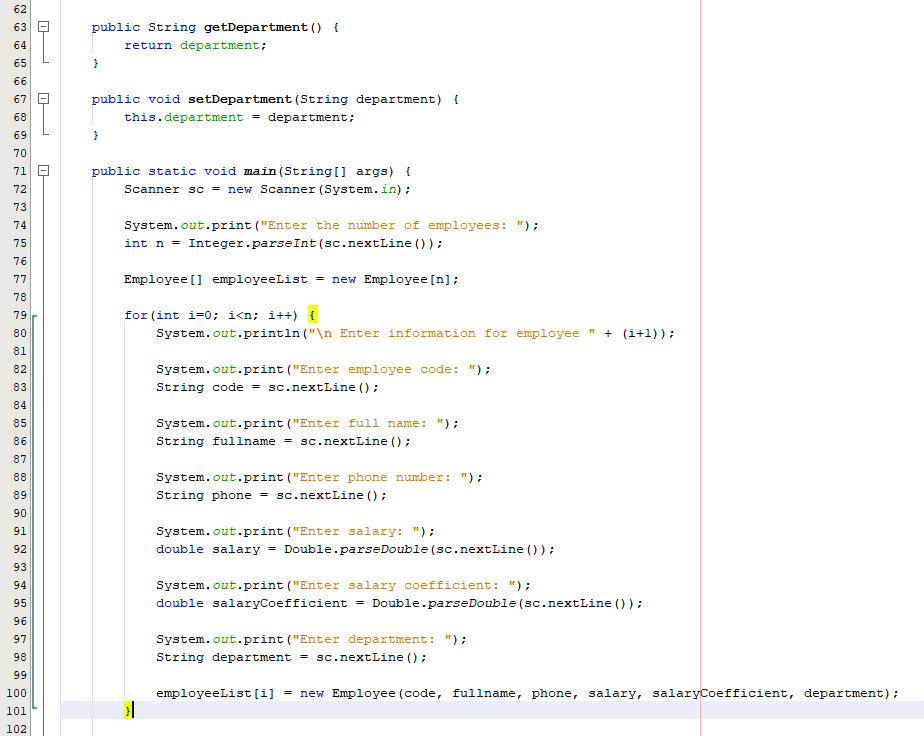 62
63 public String getDepartment() {
64 return department;
65 }
66
67 public void setDepartment(String department) {
68 this.department = department;
69 }
70
71 public static void main(String[] args) {
72 Scanner sc = new Scanner(System.in);
73
74 System.out.print("Enter the number of employees: ");
75 int n = Integer.parseInt(sc.nextLine());
76
77 Employee[] employeeList = new Employee[n];
78
79 for(int i=0; i<n; i++) {
80 System.out.println("\n Enter information for employee " + (i+1));
81
82 System.out.print("Enter employee code: ");
83 String code = sc.nextLine();
84
85 System.out.print("Enter full name: ");
86 String fullname = sc.nextLine();
87
88 System.out.print("Enter phone number: ");
89 String phone = sc.nextLine();
90
91 System.out.print("Enter salary: ");
92 double salary = Double.parseDouble(sc.nextLine());
93
94 System.out.print("Enter salary coefficient: ");
95 double salaryCoefficient = Double.parseDouble(sc.nextLine());
96
97 System.out.print("Enter department: ");
98 String department = sc.nextLine();
99
100 employeeList[i] = new Employee(code, fullname, phone, salary, salaryCoefficient, department);
101 }
102